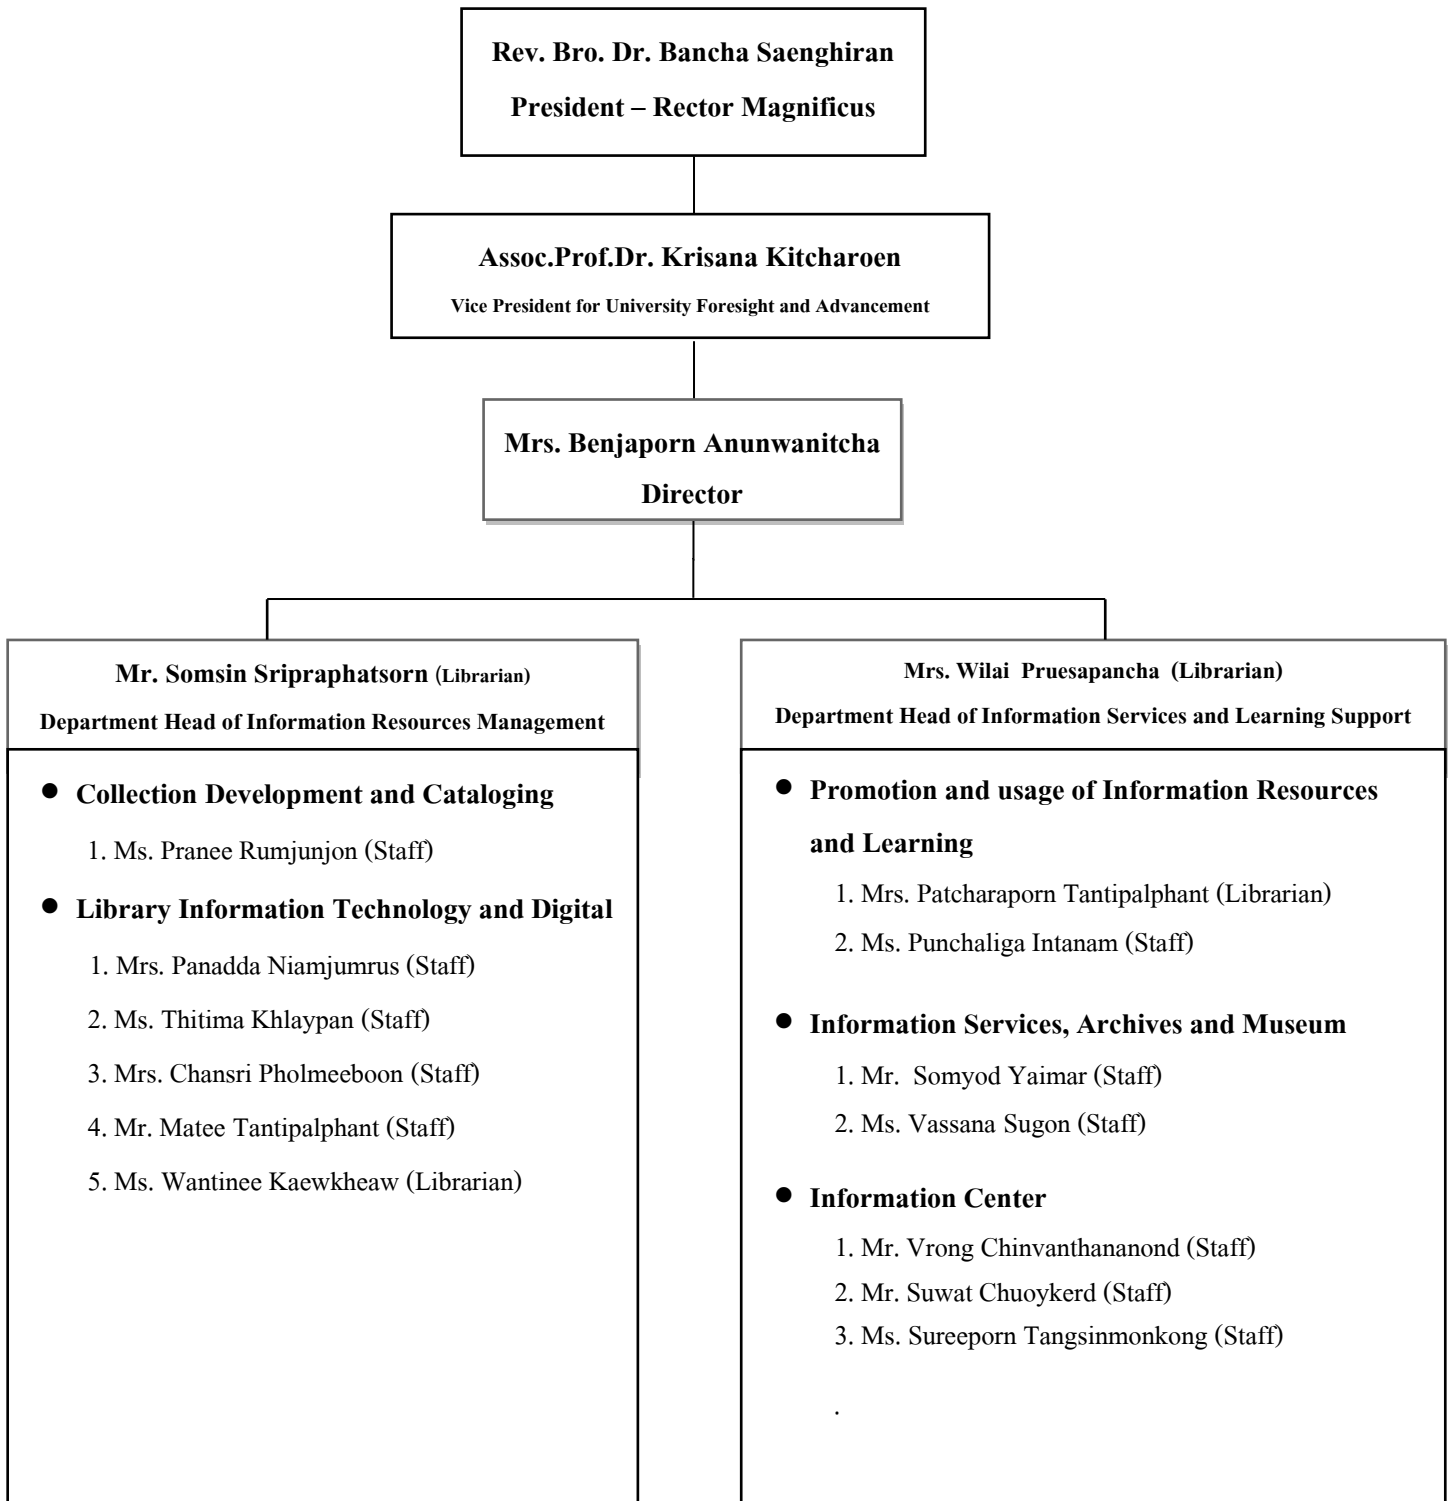 Rev. Bro. Dr. Bancha Saenghiran
President – Rector Magnificus
Assoc.Prof.Dr. Krisana Kitcharoen
Vice President for University Foresight and Advancement
Mrs. Benjaporn Anunwanitcha
Director
Mr. Somsin Sripraphatsorn (Librarian)
Department Head of Information Resources Management
● Collection Development and Cataloging
1. Ms. Pranee Rumjunjon (Staff)
● Library Information Technology and Digital
1. Mrs. Panadda Niamjumrus (Staff)
2. Ms. Thitima Khlaypan (Staff)
3. Mrs. Chansri Pholmeeboon (Staff)
4. Mr. Matee Tantipalphant (Staff)
5. Ms. Wantinee Kaewkheaw (Librarian)
Mrs. Wilai Pruesapancha (Librarian)
Department Head of Information Services and Learning Support
● Promotion and usage of Information Resources
and Learning
1. Mrs. Patcharaporn Tantipalphant (Librarian)
2. Ms. Punchaliga Intanam (Staff)
● Information Services, Archives and Museum
1. Mr. Somyod Yaimar (Staff)
2. Ms. Vassana Sugon (Staff)
● Information Center
1. Mr. Vrong Chinvanthananond (Staff)
2. Mr. Suwat Chuoykerd (Staff)
3. Ms. Sureeporn Tangsinmonkong (Staff)
.